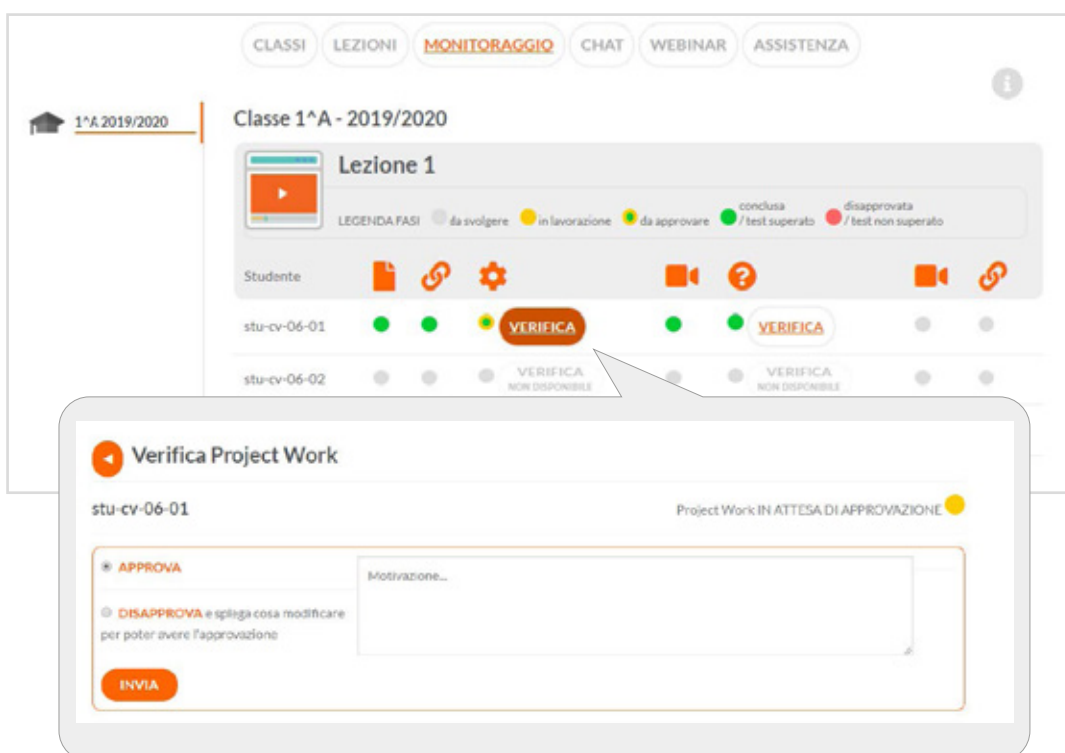 CLASSI LEZIONI MONITORAGGIO CHAT WEBINAR ASSISTENZA
i
1^A 2019/2020
Classe 1^A - 2019/2020
Lezione 1
LEGENDA FASI da svolgere in lavorazione da approvare conclusa / test superato disapprovata / test non superato
Studente
stu-cv-06-01 VERIFICA VERIFICA
stu-cv-06-02 VERIFICA NON DISPONIBILE VERIFICA NON DISPONIBILE
Verifica Project Work
stu-cv-06-01 Project Work IN ATTESA DI APPROVAZIONE
APPROVA
Motivazione...
DISAPPROVA e spiega cosa modificare
per poter avere l'approvazione
INVIA